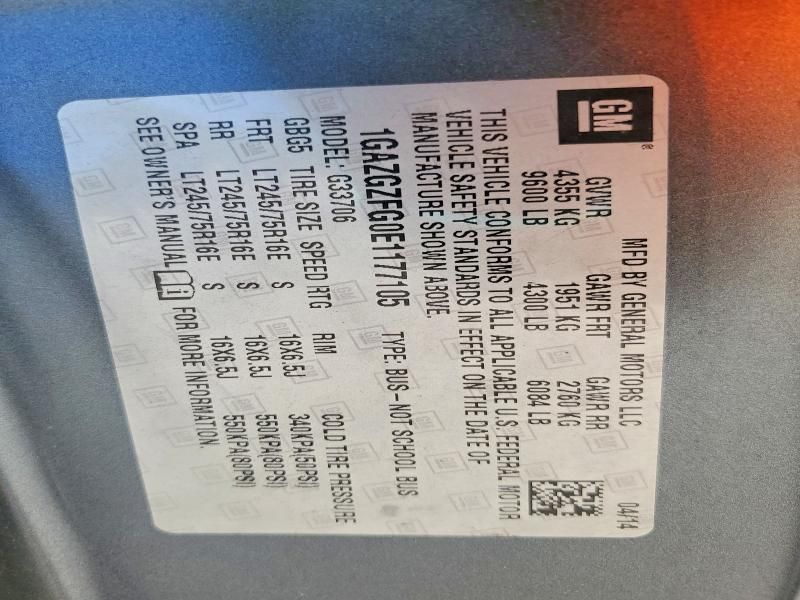 GM
MFD BY GENERAL MOTORS LLC 04/14
GVWR GAWR FRT GAWR RR
4355 KG 1951 KG 2760 KG
9600 LB 4300 LB 6084 LB
THIS VEHICLE CONFORMS TO ALL APPLICABLE U.S. FEDERAL MOTOR
VEHICLE SAFETY STANDARDS IN EFFECT ON THE DATE OF
MANUFACTURE SHOWN ABOVE.
1GAZGZFG0E1177105 TYPE: BUS-NOT SCHOOL BUS
MODEL: G33706
GBG5 TIRE SIZE SPEED RTG RIM COLD TIRE PRESSURE
FRT LT245/75R16E S 16X6.5J 340KPA(50PSI)
RR LT245/75R16E S 16X6.5J 550KPA(80PSI)
SPA LT245/75R16E S 16X6.5J 550KPA(80PSI)
SEE OWNER'S MANUAL FOR MORE INFORMATION.